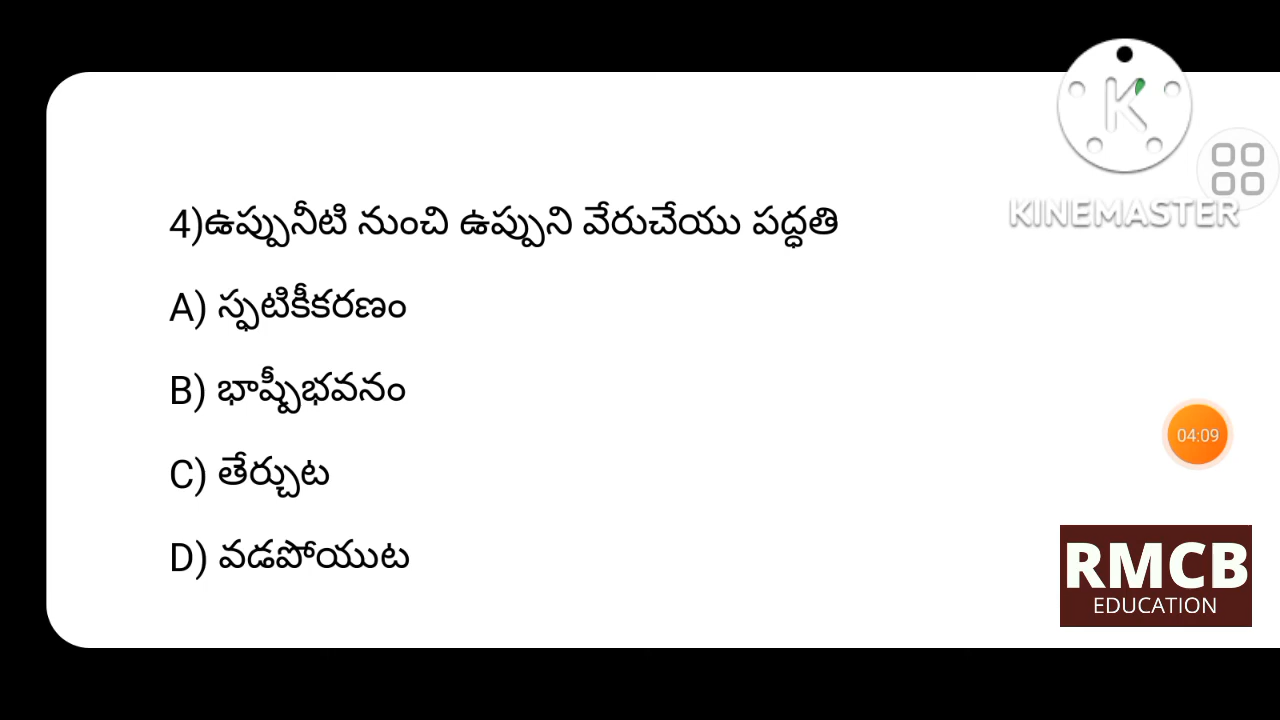 4)ఉప్పునీటి నుంచి ఉప్పుని వేరుచేయు పద్ధతి
A) స్ఫటికీకరణం
B) భాష్పీభవనం
C) తేర్చుట
D) వడపోయుట
K
KINEMASTER
04:09
RMCB
EDUCATION